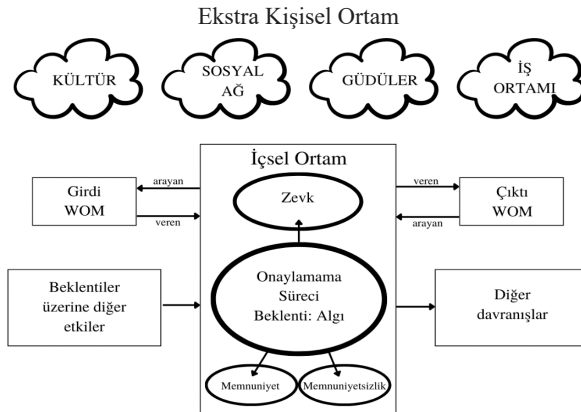 Ekstra Kişisel Ortam
KÜLTÜR
SOSYAL
AĞ
GÜDÜLER
İŞ
ORTAMI
İçsel Ortam
Girdi
WOM
arayan
veren
Zevk
veren
arayan
Çıktı
WOM
Beklentiler
üzerine diğer
etkiler
Onaylamama
Süreci
Beklenti: Algı
Diğer
davranışlar
Memnuniyet
Memnuniyetsizlik